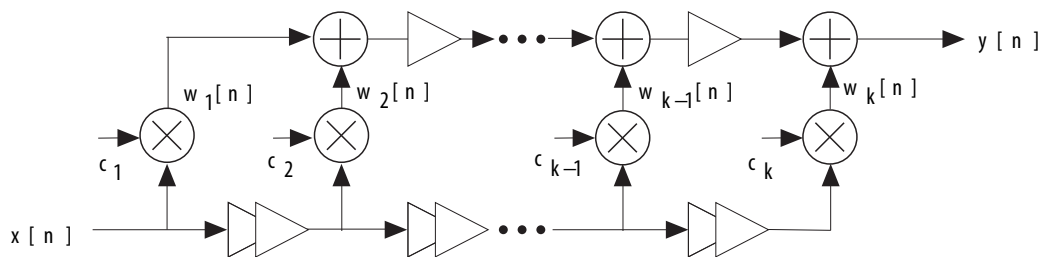 y [ n ]
w 1 [ n ]
w 2 [ n ]
w k–1 [ n ]
w k [ n ]
c 1
c 2
c k–1
c k
x [ n ]